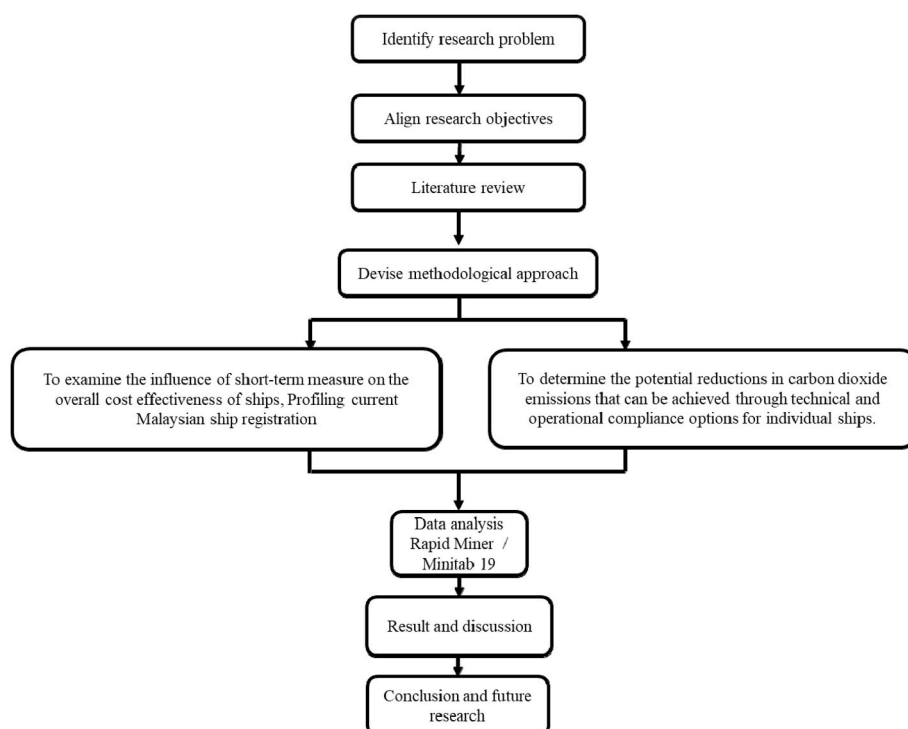 Identify research problem
Align research objectives
Literature review
Devise methodological approach
To examine the influence of short-term measure on the
overall cost effectiveness of ships, Profiling current
Malaysian ship registration
To determine the potential reductions in carbon dioxide
emissions that can be achieved through technical and
operational compliance options for individual ships.
Data analysis
Rapid Miner /
Minitab 19
Result and discussion
Conclusion and future
research